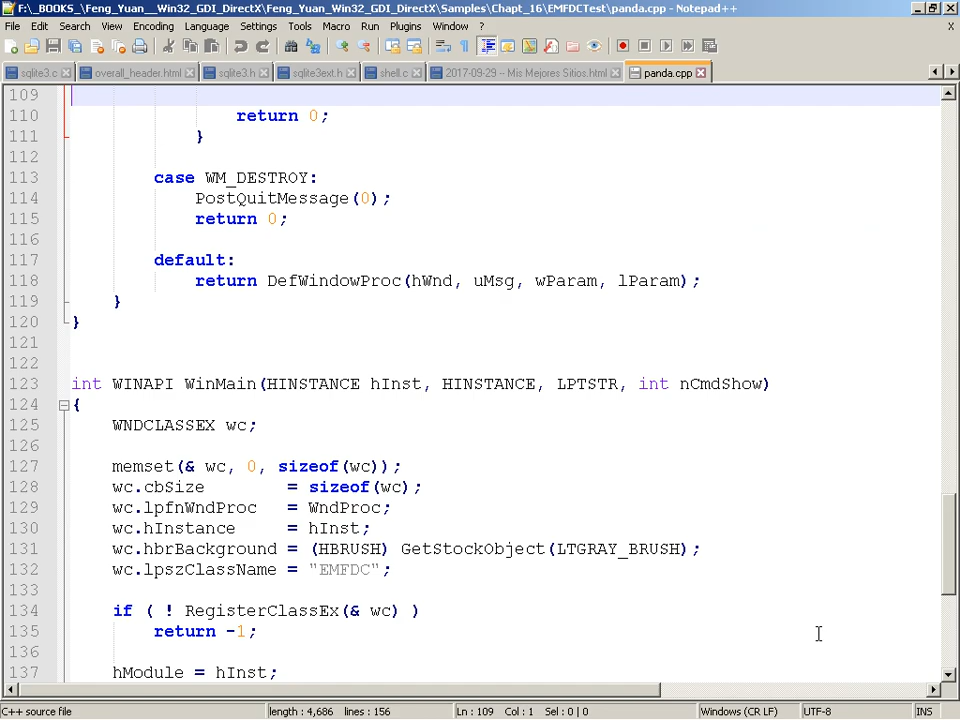 F:\_BOOKS_\Feng_Yuan__Win32_GDI_DirectX\Feng_Yuan_Win32_GDI_DirectX\Samples\Chapt_16\EMFDCTest\panda.cpp - Notepad++
File Edit Search View Encoding Language Settings Tools Macro Run Plugins Window ? X
sqlite3.c overall_header.html sqlite3.h sqlite3ext.h shell.c 2017-09-29 -- Mis Mejores Sitios.html panda.cpp
109
110 return 0;
111 }
112
113 case WM_DESTROY:
114 PostQuitMessage(0);
115 return 0;
116
117 default:
118 return DefWindowProc(hWnd, uMsg, wParam, lParam);
119 }
120 }
121
122
123 int WINAPI WinMain(HINSTANCE hInst, HINSTANCE, LPTSTR, int nCmdShow)
124 {
125 WNDCLASSEX wc;
126
127 memset(& wc, 0, sizeof(wc));
128 wc.cbSize = sizeof(wc);
129 wc.lpfnWndProc = WndProc;
130 wc.hInstance = hInst;
131 wc.hbrBackground = (HBRUSH) GetStockObject(LTGRAY_BRUSH);
132 wc.lpszClassName = "EMFDC";
133
134 if ( ! RegisterClassEx(& wc) )
135 return -1;
136
137 hModule = hInst;
C++ source file length : 4,686 lines : 156 Ln : 109 Col : 1 Sel : 0 | 0 Windows (CR LF) UTF-8 INS